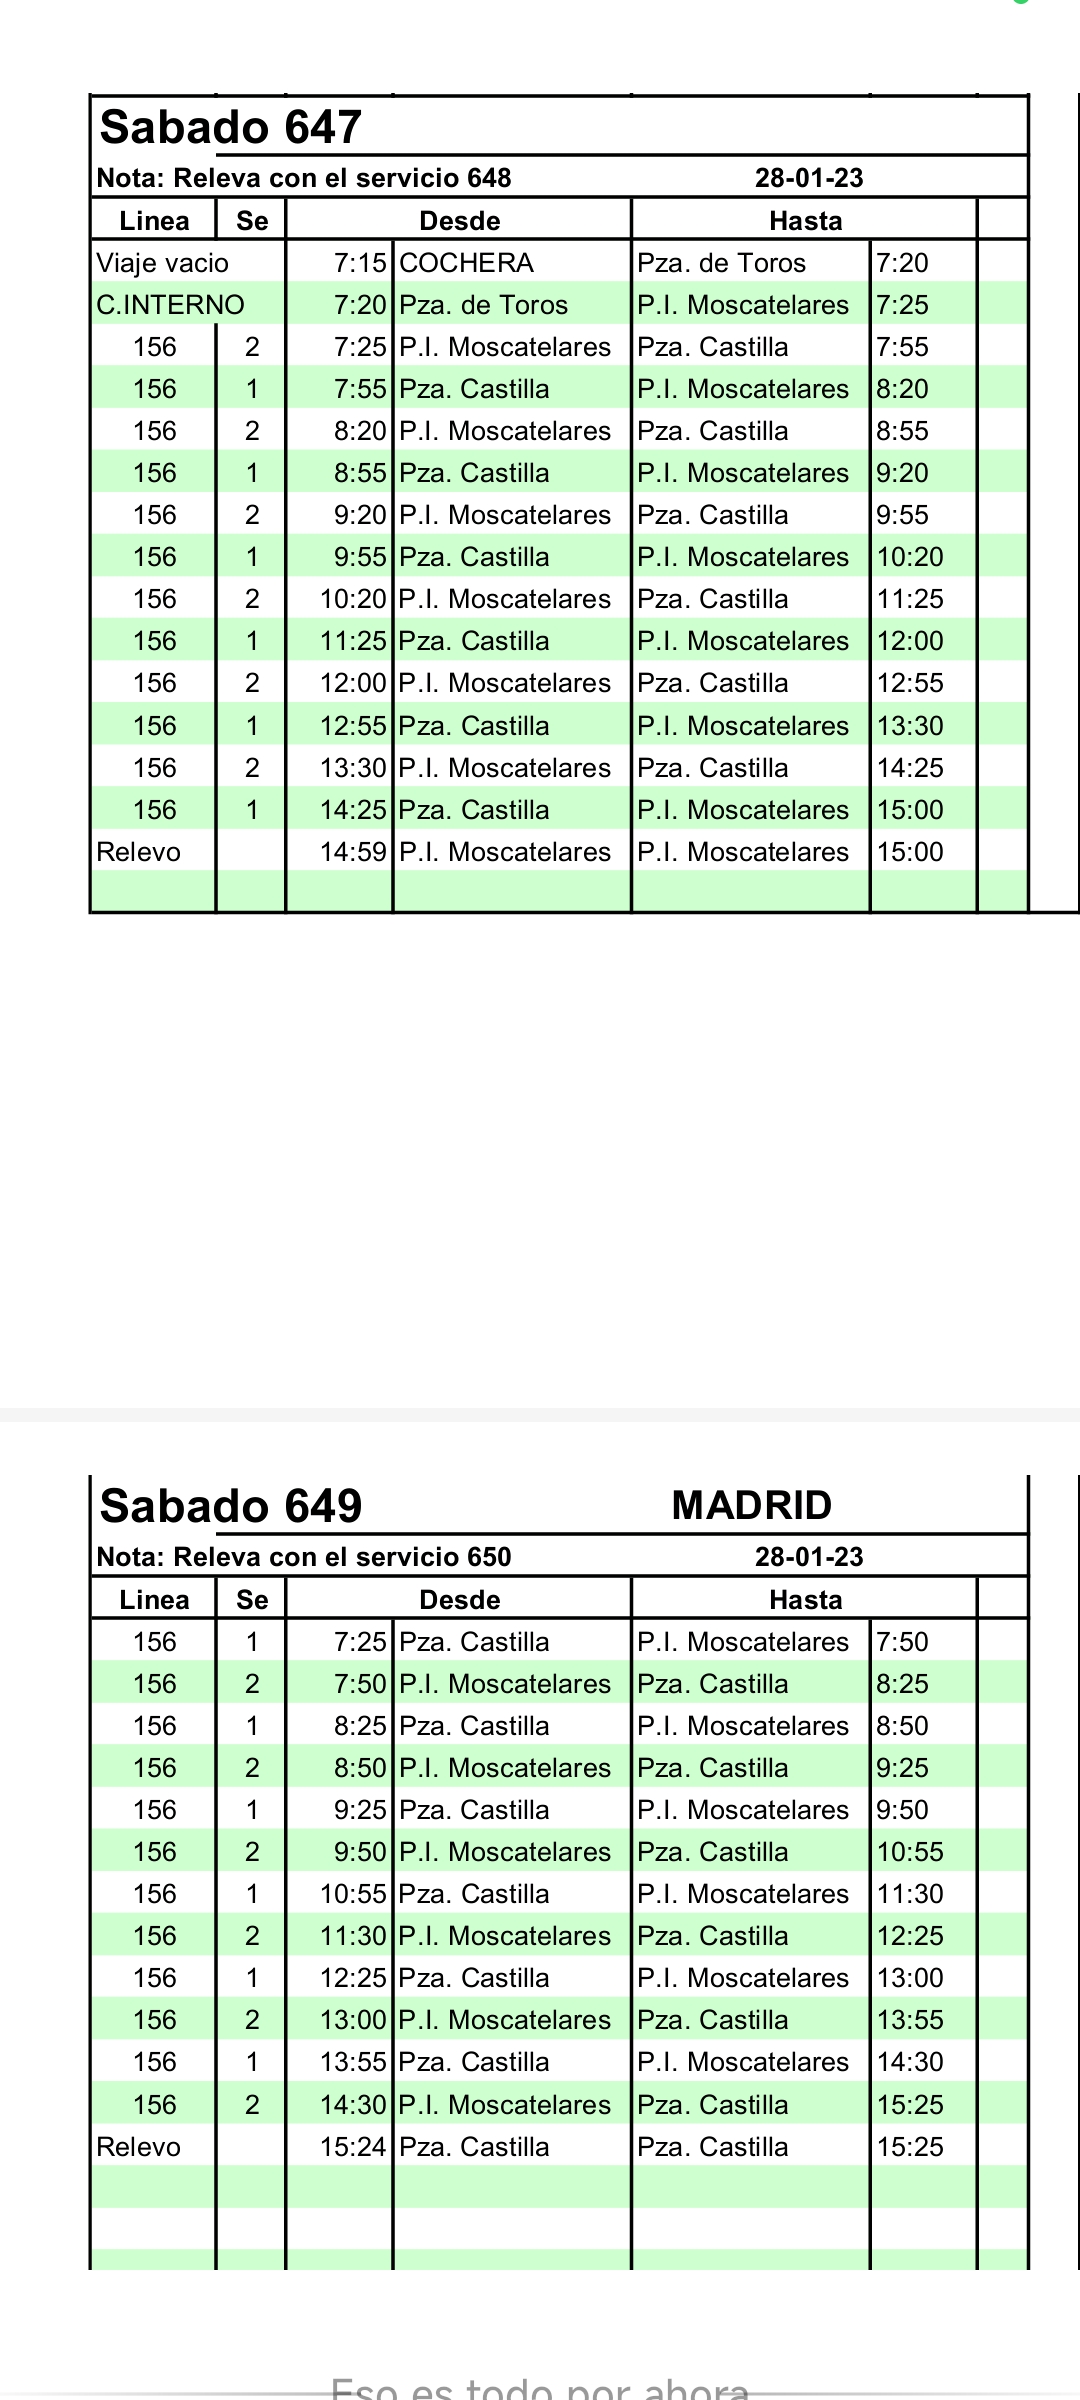 Sabado 647
Nota: Releva con el servicio 648 28-01-23
Linea Se Desde Hasta
Viaje vacio 7:15 COCHERA Pza. de Toros 7:20
C.INTERNO 7:20 Pza. de Toros P.I. Moscatelares 7:25
156 2 7:25 P.I. Moscatelares Pza. Castilla 7:55
156 1 7:55 Pza. Castilla P.I. Moscatelares 8:20
156 2 8:20 P.I. Moscatelares Pza. Castilla 8:55
156 1 8:55 Pza. Castilla P.I. Moscatelares 9:20
156 2 9:20 P.I. Moscatelares Pza. Castilla 9:55
156 1 9:55 Pza. Castilla P.I. Moscatelares 10:20
156 2 10:20 P.I. Moscatelares Pza. Castilla 11:25
156 1 11:25 Pza. Castilla P.I. Moscatelares 12:00
156 2 12:00 P.I. Moscatelares Pza. Castilla 12:55
156 1 12:55 Pza. Castilla P.I. Moscatelares 13:30
156 2 13:30 P.I. Moscatelares Pza. Castilla 14:25
156 1 14:25 Pza. Castilla P.I. Moscatelares 15:00
Relevo 14:59 P.I. Moscatelares P.I. Moscatelares 15:00
Sabado 649 MADRID
Nota: Releva con el servicio 650 28-01-23
Linea Se Desde Hasta
156 1 7:25 Pza. Castilla P.I. Moscatelares 7:50
156 2 7:50 P.I. Moscatelares Pza. Castilla 8:25
156 1 8:25 Pza. Castilla P.I. Moscatelares 8:50
156 2 8:50 P.I. Moscatelares Pza. Castilla 9:25
156 1 9:25 Pza. Castilla P.I. Moscatelares 9:50
156 2 9:50 P.I. Moscatelares Pza. Castilla 10:55
156 1 10:55 Pza. Castilla P.I. Moscatelares 11:30
156 2 11:30 P.I. Moscatelares Pza. Castilla 12:25
156 1 12:25 Pza. Castilla P.I. Moscatelares 13:00
156 2 13:00 P.I. Moscatelares Pza. Castilla 13:55
156 1 13:55 Pza. Castilla P.I. Moscatelares 14:30
156 2 14:30 P.I. Moscatelares Pza. Castilla 15:25
Relevo 15:24 Pza. Castilla Pza. Castilla 15:25
Eso es todo por ahora